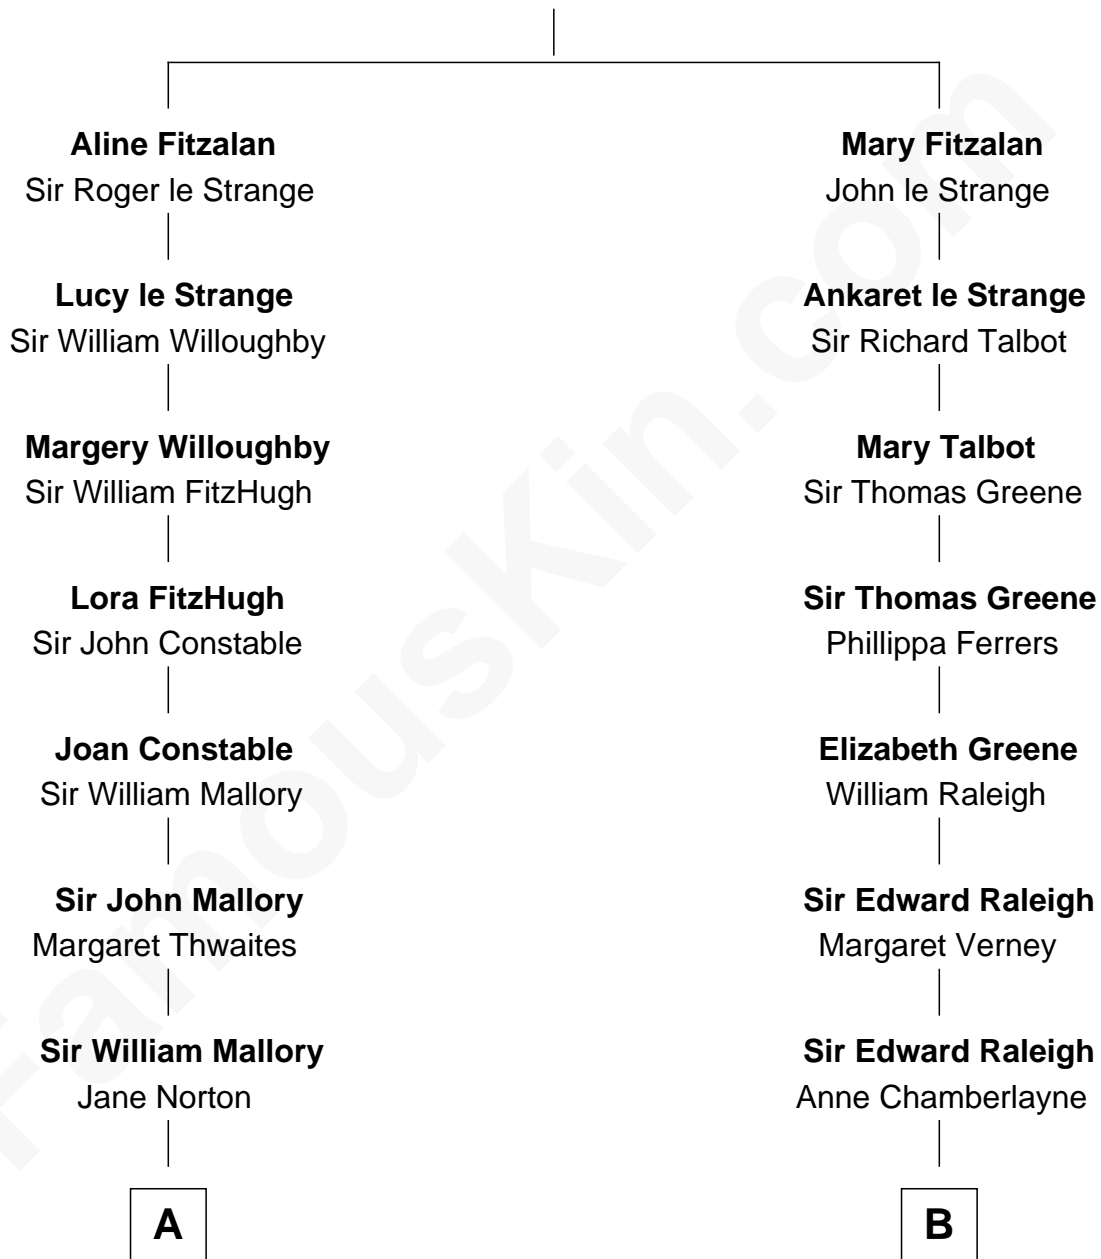 Aline Fitzalan
Sir Roger le Strange
Lucy le Strange
Sir William Willoughby
Margery Willoughby
Sir William FitzHugh
Lora FitzHugh
Sir John Constable
Joan Constable
Sir William Mallory
Sir John Mallory
Margaret Thwaites
Sir William Mallory
Jane Norton
A
Mary Fitzalan
John le Strange
Ankaret le Strange
Sir Richard Talbot
Mary Talbot
Sir Thomas Greene
Sir Thomas Greene
Phillippa Ferrers
Elizabeth Greene
William Raleigh
Sir Edward Raleigh
Margaret Verney
Sir Edward Raleigh
Anne Chamberlayne
B
FamousKin.com